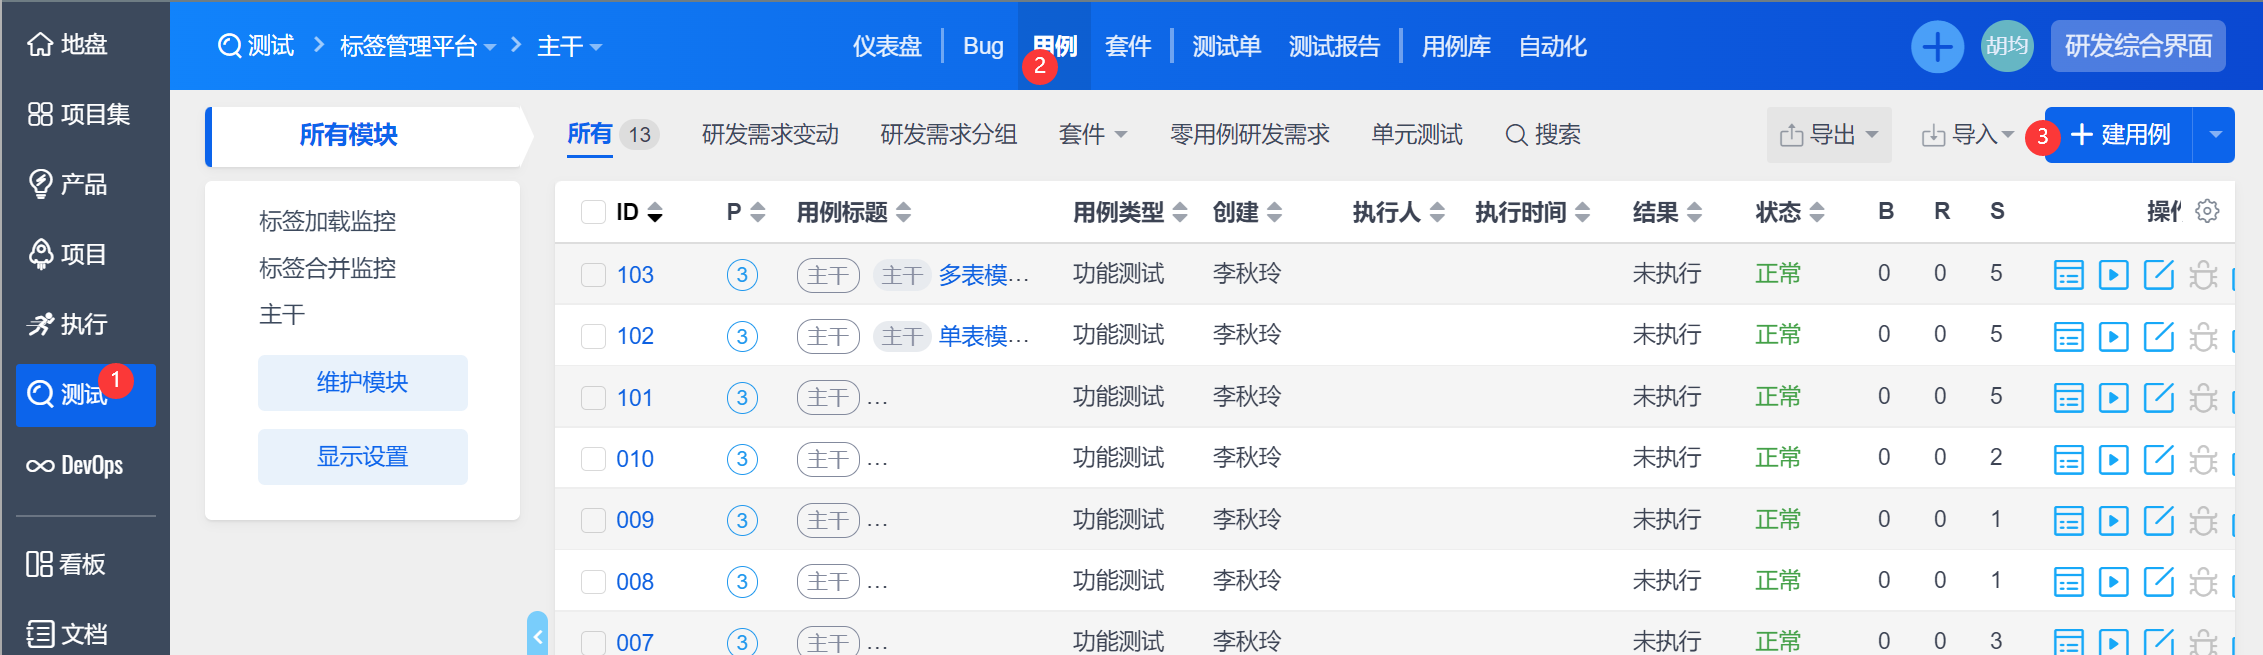 地盘
项目集
产品
项目
执行
测试 1
DevOps
看板
文档
测试 标签管理平台 主干
仪表盘 Bug 用例 套件 测试单 测试报告 用例库 自动化
2
胡均 研发综合界面
所有模块
标签加载监控
标签合并监控
主干
维护模块
显示设置
所有 13 研发需求变动 研发需求分组 套件 零用例研发需求 单元测试 搜索
导出 导入 3 建用例
ID P 用例标题 用例类型 创建 执行人 执行时间 结果 状态 B R S
103 3 主干 主干 多表模… 功能测试 李秋玲 未执行 正常 0 0 5
102 3 主干 主干 单表模… 功能测试 李秋玲 未执行 正常 0 0 5
101 3 主干 … 功能测试 李秋玲 未执行 正常 0 0 5
010 3 主干 … 功能测试 李秋玲 未执行 正常 0 0 2
009 3 主干 … 功能测试 李秋玲 未执行 正常 0 0 1
008 3 主干 … 功能测试 李秋玲 未执行 正常 0 0 1
007 3 主干 … 功能测试 李秋玲 未执行 正常 0 0 3